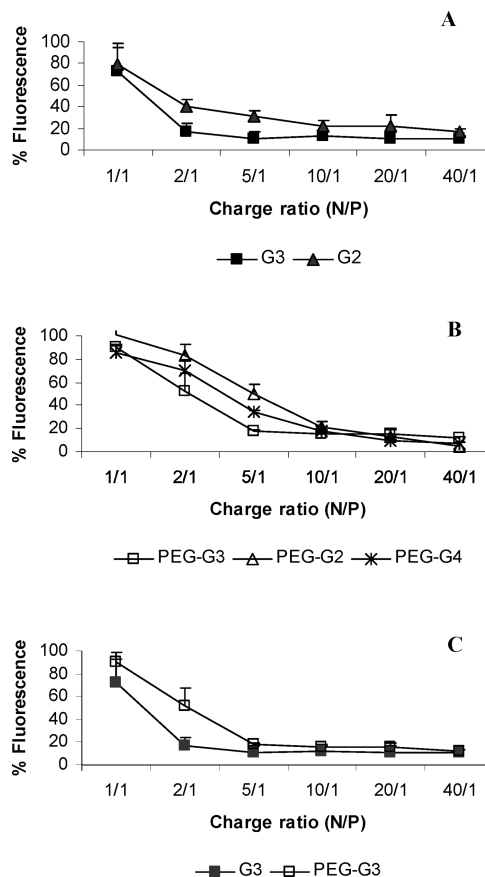 A
% Fluorescence
100
80
60
40
20
0
1/1 2/1 5/1 10/1 20/1 40/1
Charge ratio (N/P)
G3 G2
B
% Fluorescence
100
80
60
40
20
0
1/1 2/1 5/1 10/1 20/1 40/1
Charge ratio (N/P)
PEG-G3 PEG-G2 PEG-G4
C
% Fluorescence
100
80
60
40
20
0
1/1 2/1 5/1 10/1 20/1 40/1
Charge ratio (N/P)
G3 PEG-G3